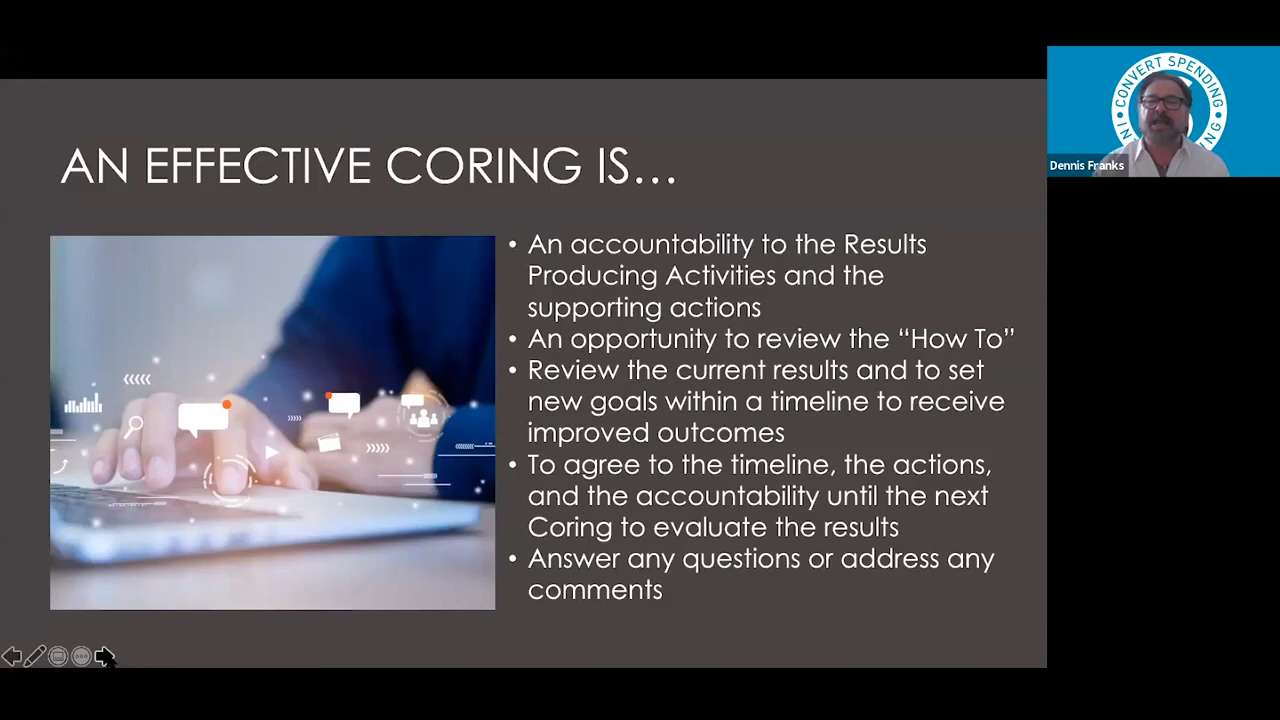 AN EFFECTIVE CORING IS...
• An accountability to the Results
Producing Activities and the
supporting actions
• An opportunity to review the “How To”
• Review the current results and to set
new goals within a timeline to receive
improved outcomes
• To agree to the timeline, the actions,
and the accountability until the next
Coring to evaluate the results
• Answer any questions or address any
comments
IN • CONVERT SPENDING • NG
Dennis Franks